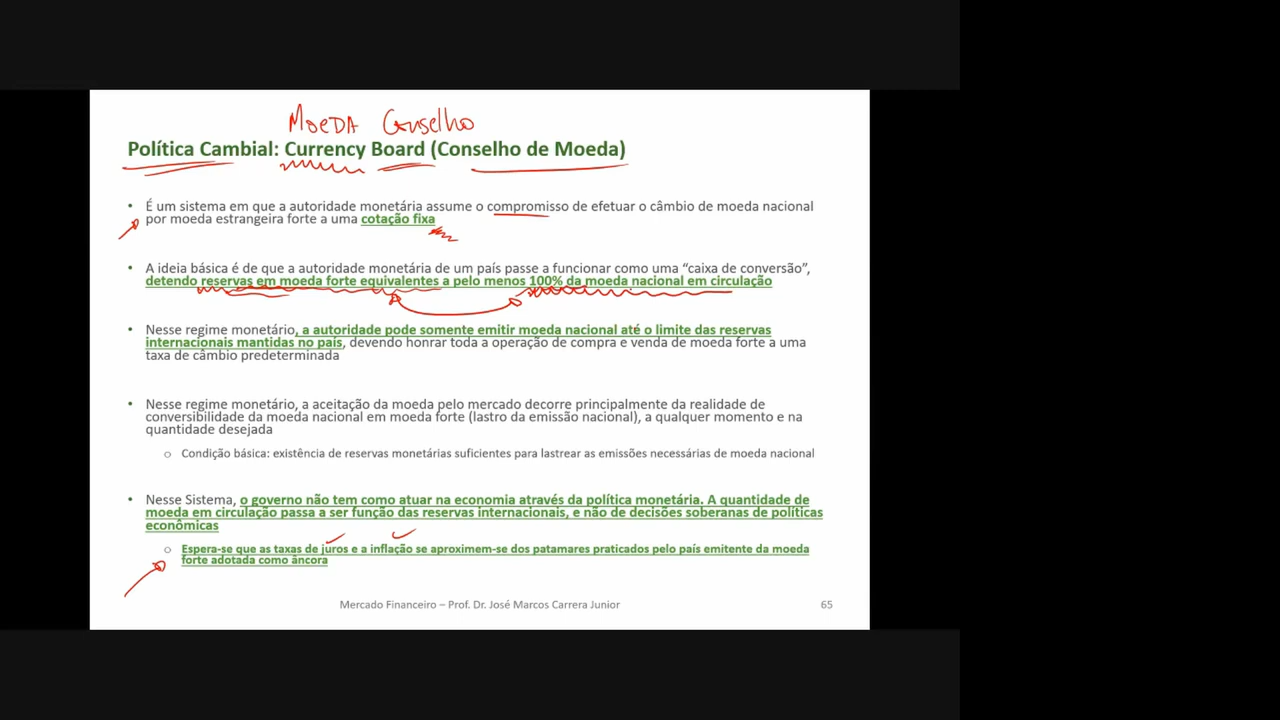 MOEDA Conselho
Política Cambial: Currency Board (Conselho de Moeda)
• É um sistema em que a autoridade monetária assume o compromisso de efetuar o câmbio de moeda nacional
por moeda estrangeira forte a uma cotação fixa
• A ideia básica é de que a autoridade monetária de um país passe a funcionar como uma “caixa de conversão”,
detendo reservas em moeda forte equivalentes a pelo menos 100% da moeda nacional em circulação
• Nesse regime monetário, a autoridade pode somente emitir moeda nacional até o limite das reservas
internacionais mantidas no país, devendo honrar toda a operação de compra e venda de moeda forte a uma
taxa de câmbio predeterminada
• Nesse regime monetário, a aceitação da moeda pelo mercado decorre principalmente da realidade de
conversibilidade da moeda nacional em moeda forte (lastro da emissão nacional), a qualquer momento e na
quantidade desejada
o Condição básica: existência de reservas monetárias suficientes para lastrear as emissões necessárias de moeda nacional
• Nesse Sistema, o governo não tem como atuar na economia através da política monetária. A quantidade de
moeda em circulação passa a ser função das reservas internacionais, e não de decisões soberanas de políticas
econômicas
o Espera-se que as taxas de juros e a inflação se aproximem-se dos patamares praticados pelo país emitente da moeda
forte adotada como âncora
Mercado Financeiro – Prof. Dr. José Marcos Carrera Junior
65